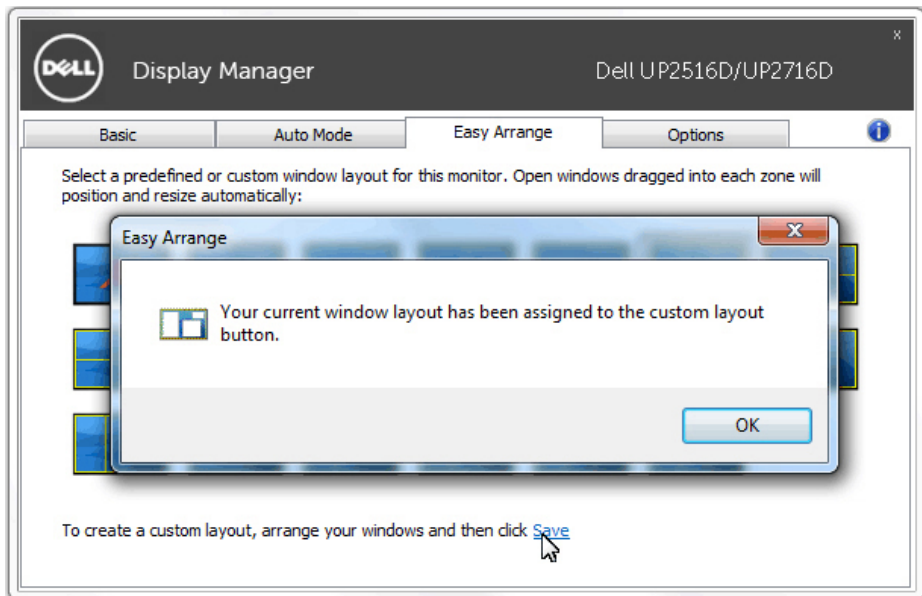 DELL
Display Manager
Dell UP2516D/UP2716D
x
Basic
Auto Mode
Easy Arrange
Options
i
Select a predefined or custom window layout for this monitor. Open windows dragged into each zone will
position and resize automatically:
Easy Arrange
X
Your current window layout has been assigned to the custom layout
button.
OK
To create a custom layout, arrange your windows and then click Save